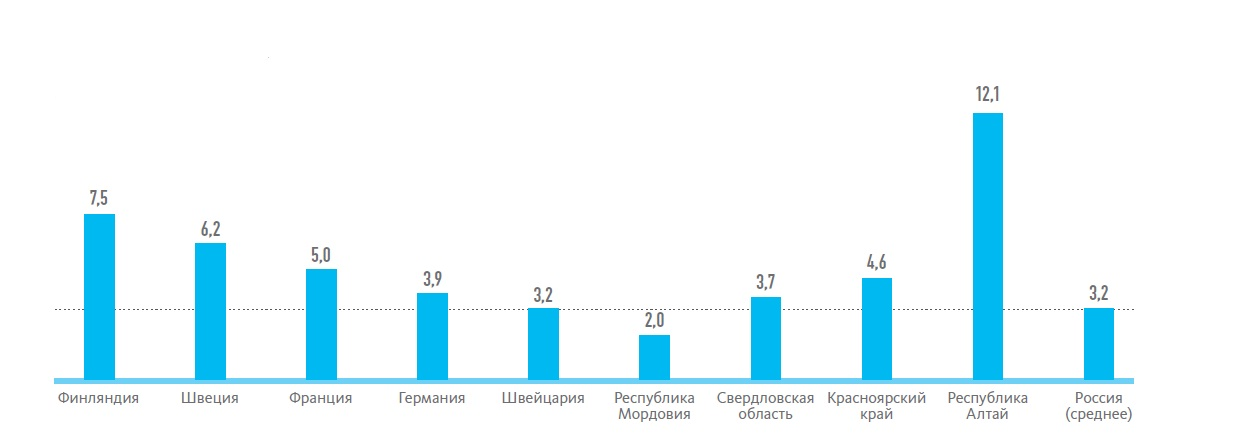 12,1
7,5
6,2
5,0
4,6
3,9
3,7
3,2
3,2
2,0
Финляндия
Швеция
Франция
Германия
Швейцария
Республика
Мордовия
Свердловская
область
Красноярский
край
Республика
Алтай
Россия
(среднее)